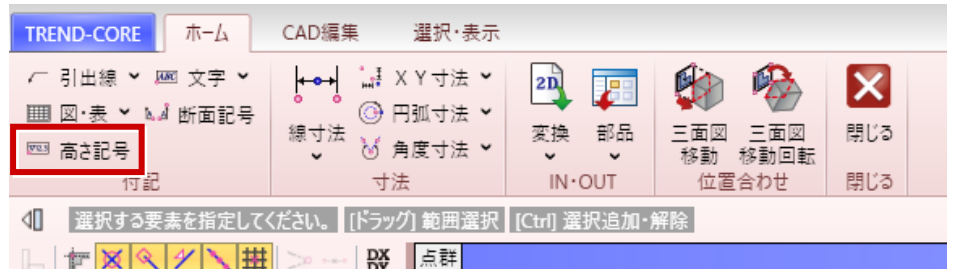 TREND-CORE ホーム CAD編集 選択・表示
引出線 文字 XY寸法
図・表 断面記号 円弧寸法
高さ記号 角度寸法
線寸法 変換 部品 三面図移動 三面図移動回転 閉じる
付記 寸法 IN・OUT 位置合わせ 閉じる
選択する要素を指定してください。 [ドラッグ] 範囲選択 [Ctrl] 選択追加・解除
点群